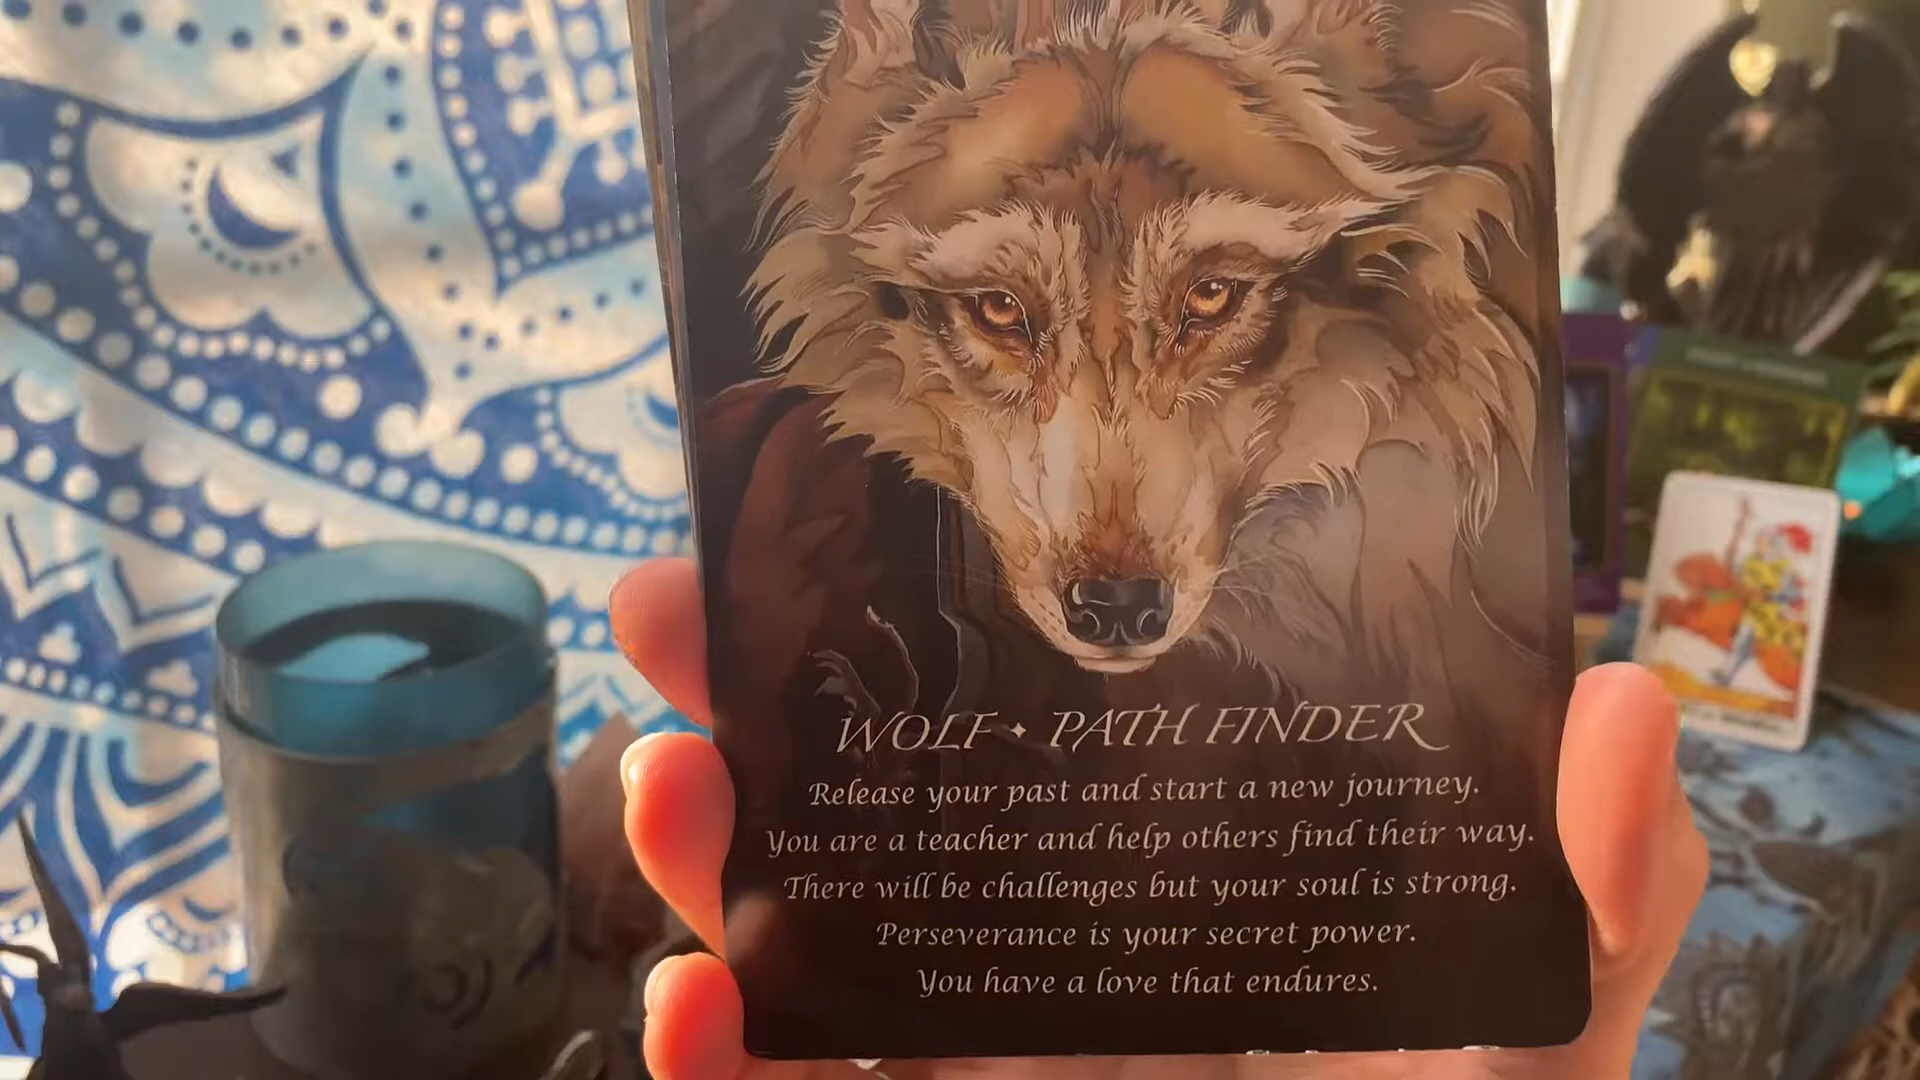 WOLF ✦ PATH FINDER
Release your past and start a new journey.
You are a teacher and help others find their way.
There will be challenges but your soul is strong.
Perseverance is your secret power.
You have a love that endures.